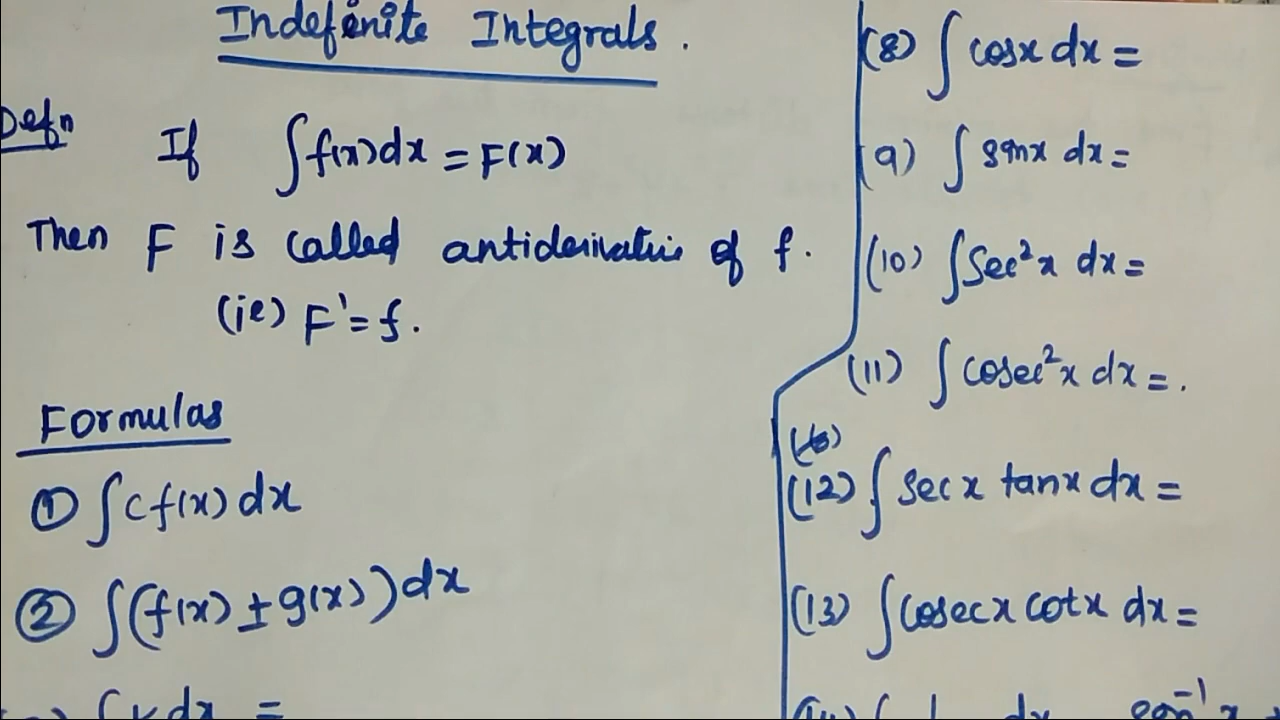 Indefinite Integrals.
Defn If ∫f(x)dx = F(x)
Then F is called antiderivative of f.
(ie) F' = f.
Formulas
① ∫c f(x) dx
② ∫(f(x) ± g(x)) dx
∫k dx =
(8) ∫ cosx dx =
(9) ∫ sinx dx =
(10) ∫ Sec²x dx =
(11) ∫ cosec²x dx = .
(12) ∫ secx tanx dx =
(13) ∫ cosecx cotx dx =